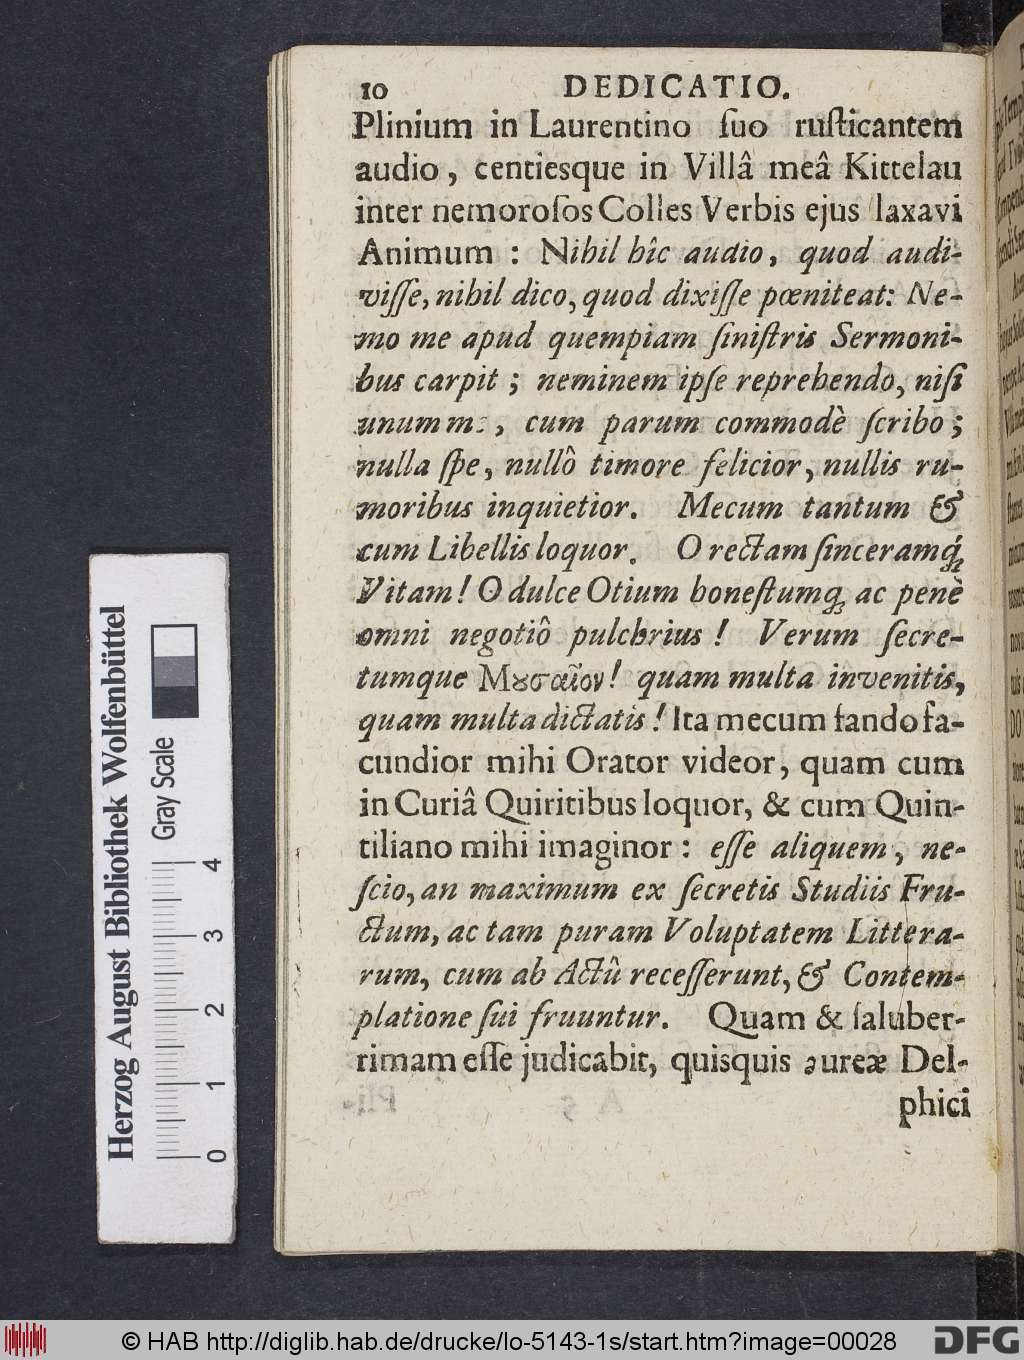 10 DEDICATIO.
Plinium in Laurentino ſuo ruſticantem
audio, centiesque in Villâ meâ Kittelau
inter nemoroſos Colles Verbis ejus laxavi
Animum : Nihil hîc audio, quod audi-
viſſe, nihil dico, quod dixiſſe pœniteat: Ne-
mo me apud quempiam ſiniſtris Sermoni-
bus carpit ; neminem ipſe reprehendo, niſi
unum me, cum parum commodè ſcribo ;
nulla ſpe, nullô timore felicior, nullis ru-
moribus inquietior. Mecum tantum &
cum Libellis loquor. O rectam ſinceramq́;
Vitam! O dulce Otium honeſtumq; ac penè
omni negotiô pulchrius ! Verum ſecre-
tumque Μȣσαῖον! quam multa invenitis,
quam multa dictatis ! Ita mecum fando fa-
cundior mihi Orator videor, quam cum
in Curiâ Quiritibus loquor, & cum Quin-
tiliano mihi imaginor : eſſe aliquem, ne-
ſcio, an maximum ex ſecretis Studiis Fru-
ctum, ac tam puram Voluptatem Littera-
rum, cum ab Actû receſſerunt, & Contem-
platione ſui fruuntur. Quam & ſaluber-
rimam eſſe judicabit, quisquis aureæ Del-
phici
Herzog August Bibliothek Wolfenbüttel
Gray Scale
0 1 2 3 4
© HAB http://diglib.hab.de/drucke/lo-5143-1s/start.htm?image=00028
DFG